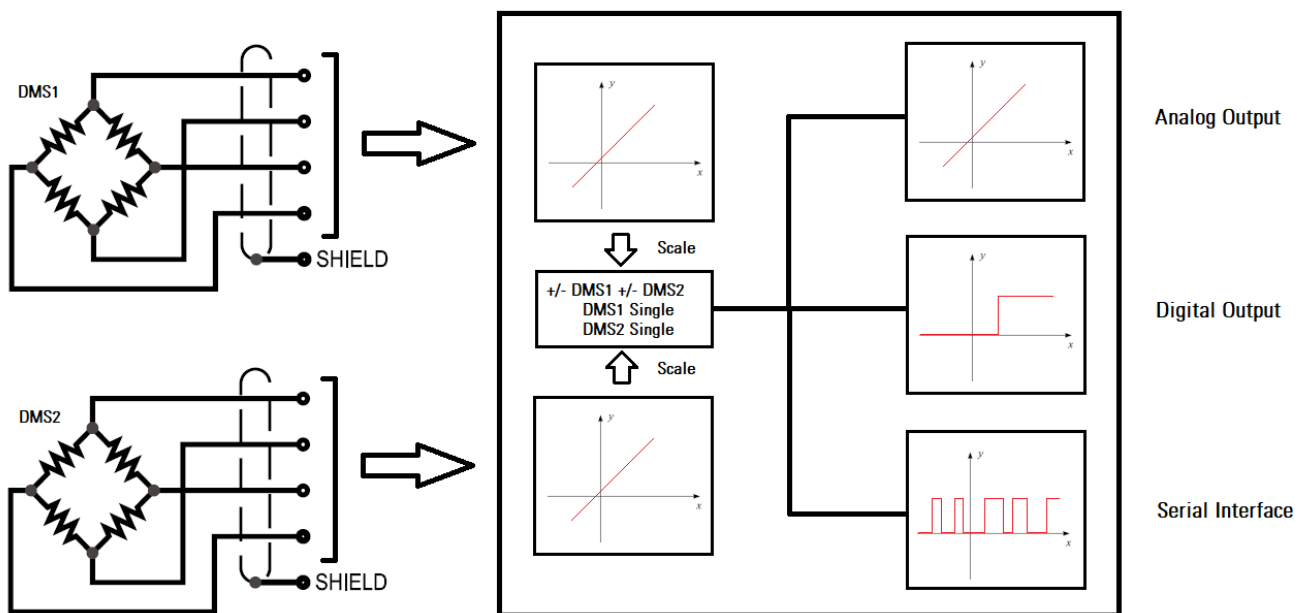 DMS1
SHIELD
DMS2
SHIELD
y
x
Scale
+/- DMS1 +/- DMS2
DMS1 Single
DMS2 Single
Scale
y
x
y
x
Analog Output
y
x
Digital Output
y
x
Serial Interface